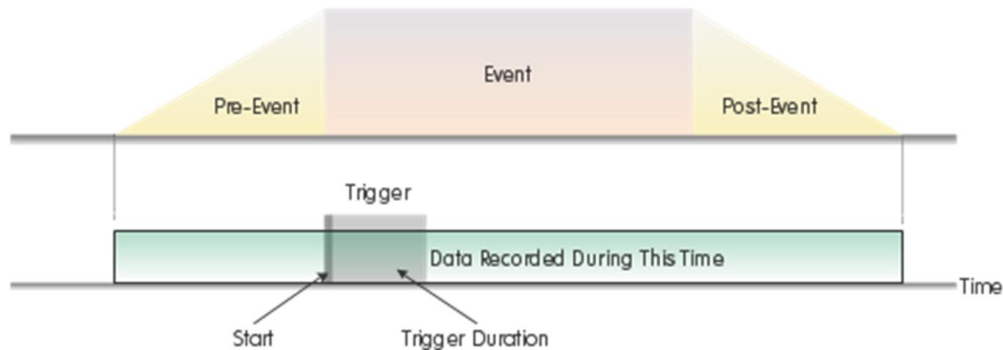 Event
Pre-Event
Post-Event
Trigger
Data Recorded During This Time
Time
Start
Trigger Duration